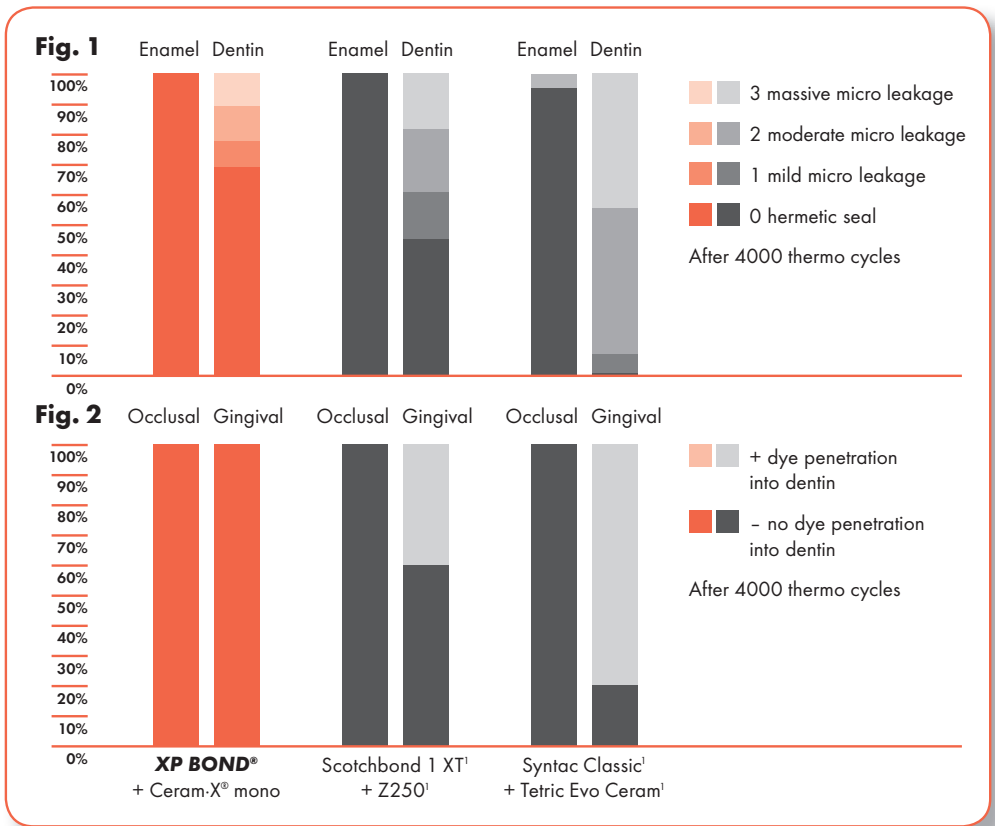 Fig. 1
Enamel Dentin Enamel Dentin Enamel Dentin
100%
90%
80%
70%
60%
50%
40%
30%
20%
10%
0%
3 massive micro leakage
2 moderate micro leakage
1 mild micro leakage
0 hermetic seal
After 4000 thermo cycles
Fig. 2
Occlusal Gingival Occlusal Gingival Occlusal Gingival
100%
90%
80%
70%
60%
50%
40%
30%
20%
10%
0%
+ dye penetration
into dentin
– no dye penetration
into dentin
After 4000 thermo cycles
XP BOND®
+ Ceram·X® mono
Scotchbond 1 XT¹
+ Z250¹
Syntac Classic¹
+ Tetric Evo Ceram¹